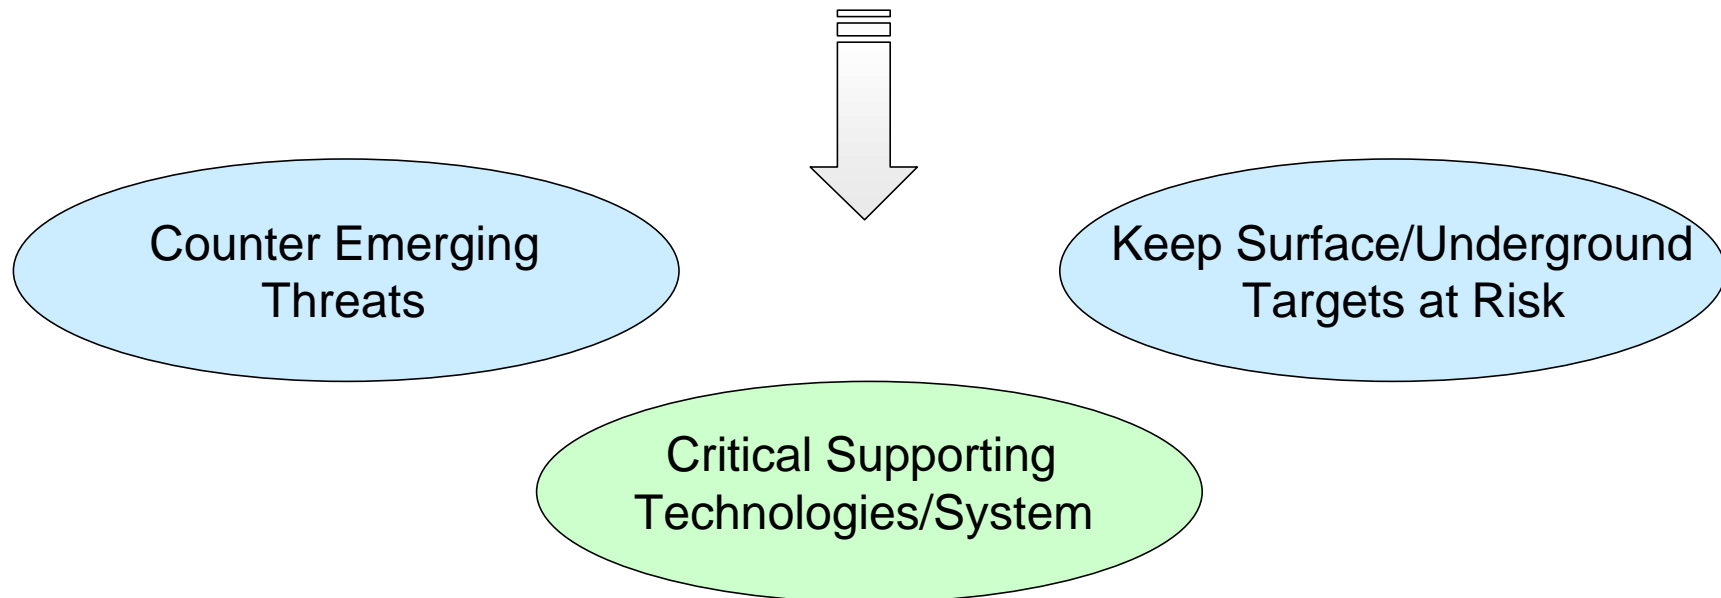 Counter Emerging
Threats
Keep Surface/Underground
Targets at Risk
Critical Supporting
Technologies/System